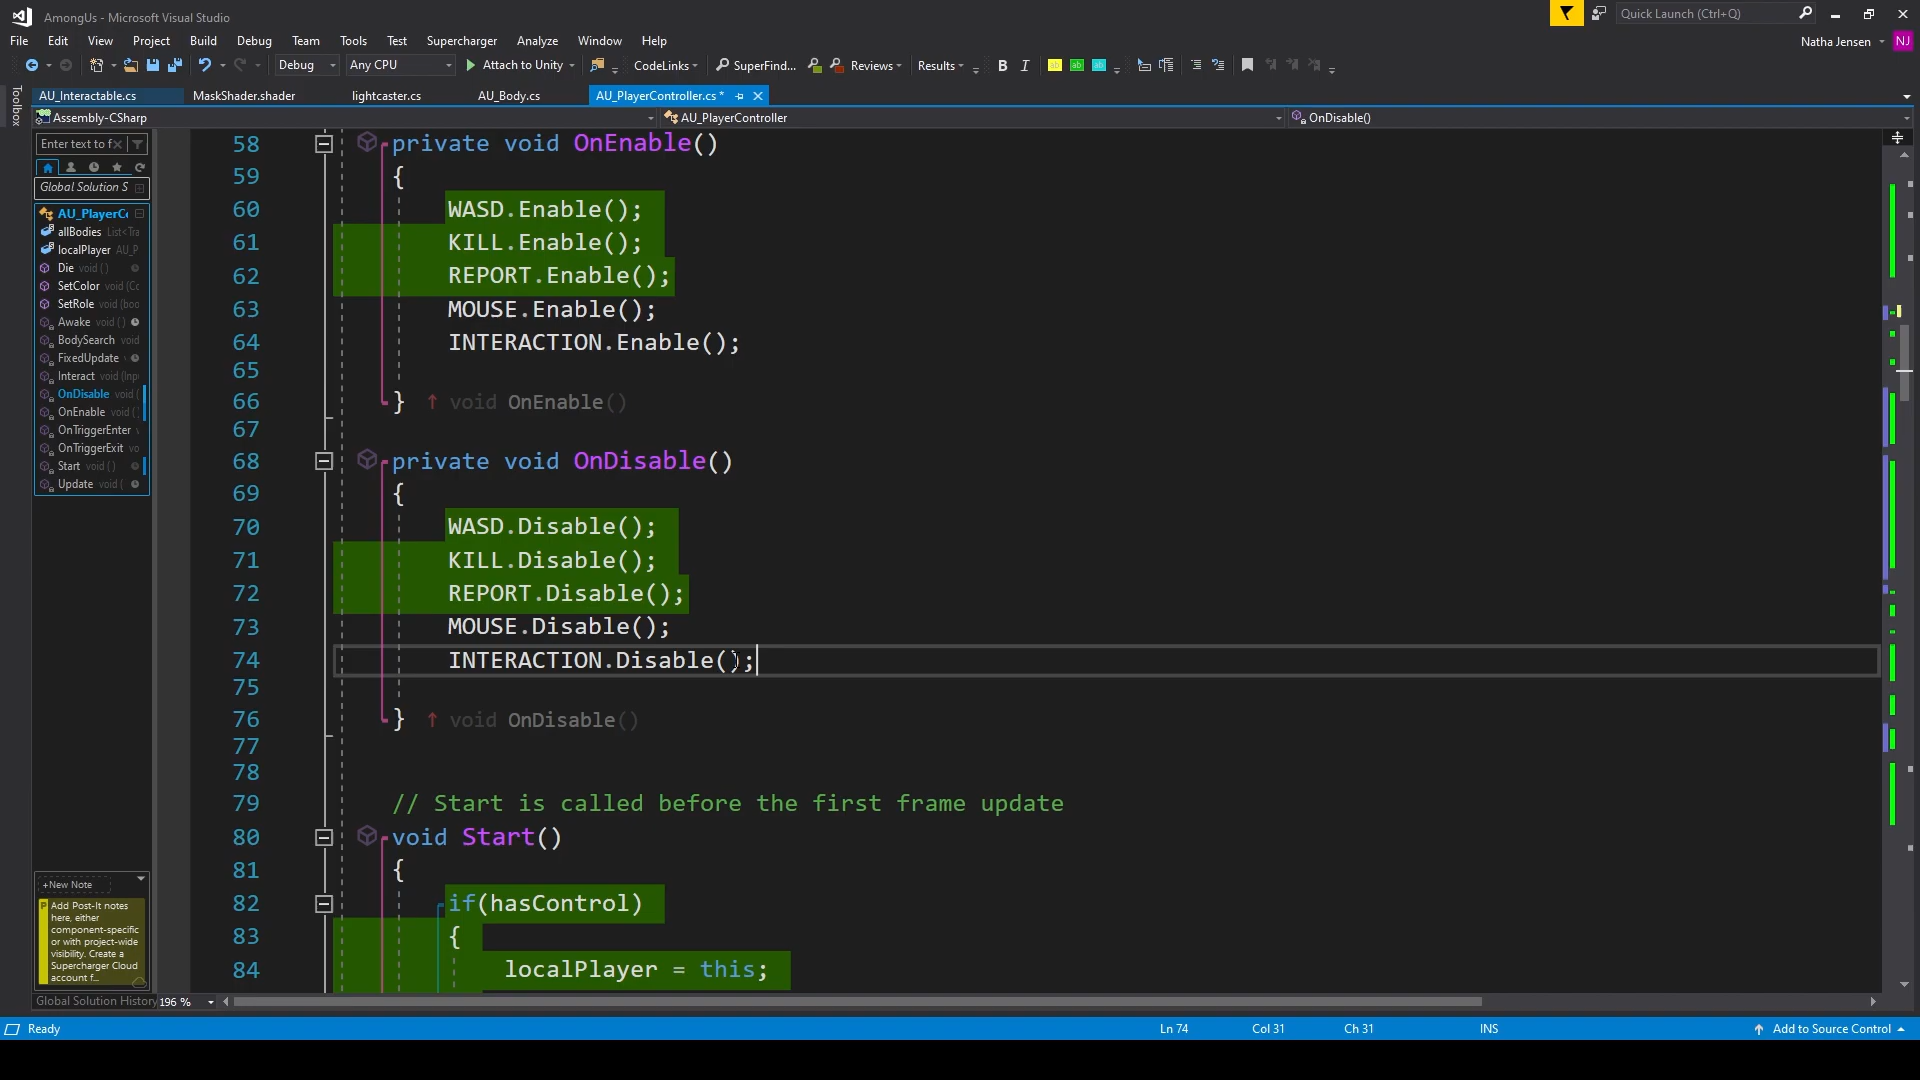 AmongUs - Microsoft Visual Studio
Quick Launch (Ctrl+Q)
File Edit View Project Build Debug Team Tools Test Supercharger Analyze Window Help
Natha Jensen NJ
Debug Any CPU Attach to Unity CodeLinks SuperFind... Reviews Results B I
Toolbox
AU_Interactable.cs MaskShader.shader lightcaster.cs AU_Body.cs AU_PlayerController.cs *
Assembly-CSharp AU_PlayerController OnDisable()
Enter text to f
Global Solution S
AU_PlayerCo
allBodies List<Tra
localPlayer AU_P
Die void ()
SetColor void (Co
SetRole void (boo
Awake void ()
BodySearch void
FixedUpdate
Interact void (Inp
OnDisable void (
OnEnable void (
OnTriggerEnter
OnTriggerExit vo
Start void ()
Update void (
58 private void OnEnable()
59 {
60 WASD.Enable();
61 KILL.Enable();
62 REPORT.Enable();
63 MOUSE.Enable();
64 INTERACTION.Enable();
65
66 } ↑ void OnEnable()
67
68 private void OnDisable()
69 {
70 WASD.Disable();
71 KILL.Disable();
72 REPORT.Disable();
73 MOUSE.Disable();
74 INTERACTION.Disable();
75
76 } ↑ void OnDisable()
77
78
79 // Start is called before the first frame update
80 void Start()
81 {
82 if(hasControl)
83 {
84 localPlayer = this;
+New Note
Add Post-It notes
here, either
component-specific
or with project-wide
visibility. Create a
Supercharger Cloud
account f...
Global Solution History 196 %
Ready Ln 74 Col 31 Ch 31 INS Add to Source Control